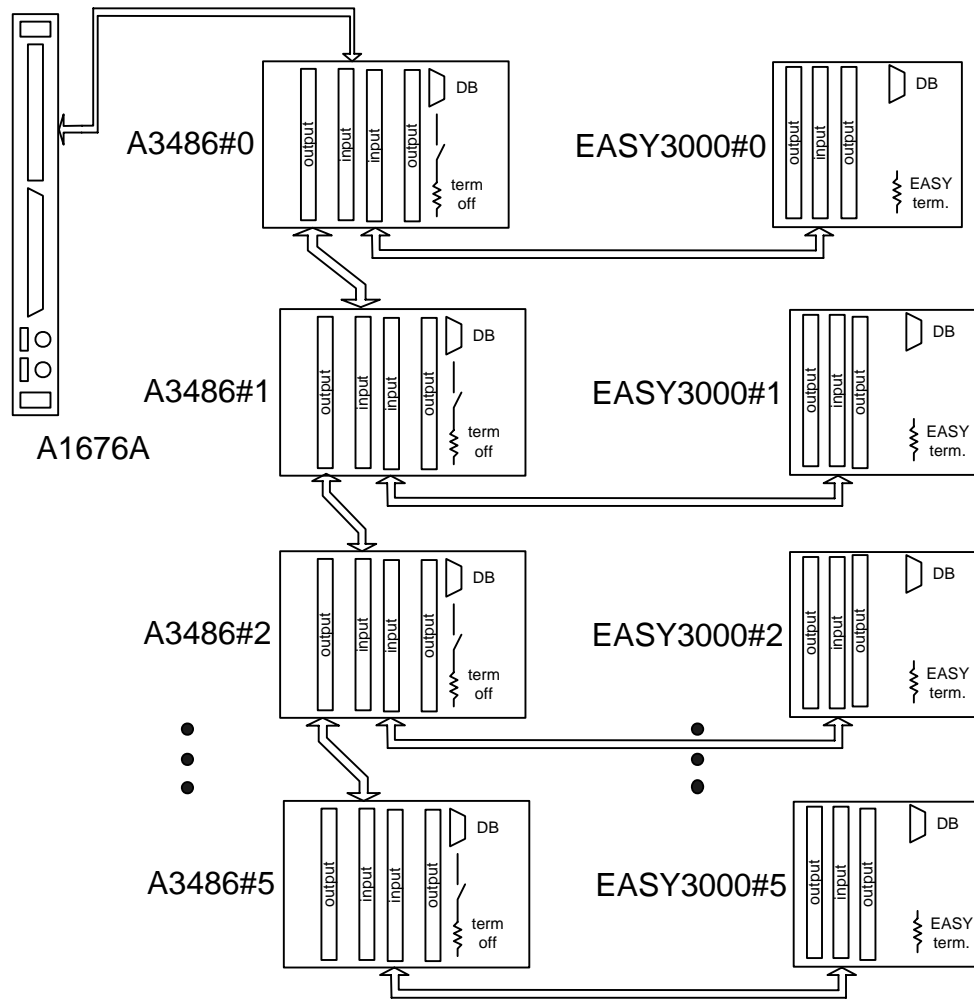 A1676A
A3486#0
output
input
input
output
DB
term
off
EASY3000#0
output
input
output
DB
EASY
term.
A3486#1
output
input
input
output
DB
term
off
EASY3000#1
output
input
output
DB
EASY
term.
A3486#2
output
input
input
output
DB
term
off
EASY3000#2
output
input
output
DB
EASY
term.
A3486#5
output
input
input
output
DB
term
off
EASY3000#5
output
input
output
DB
EASY
term.